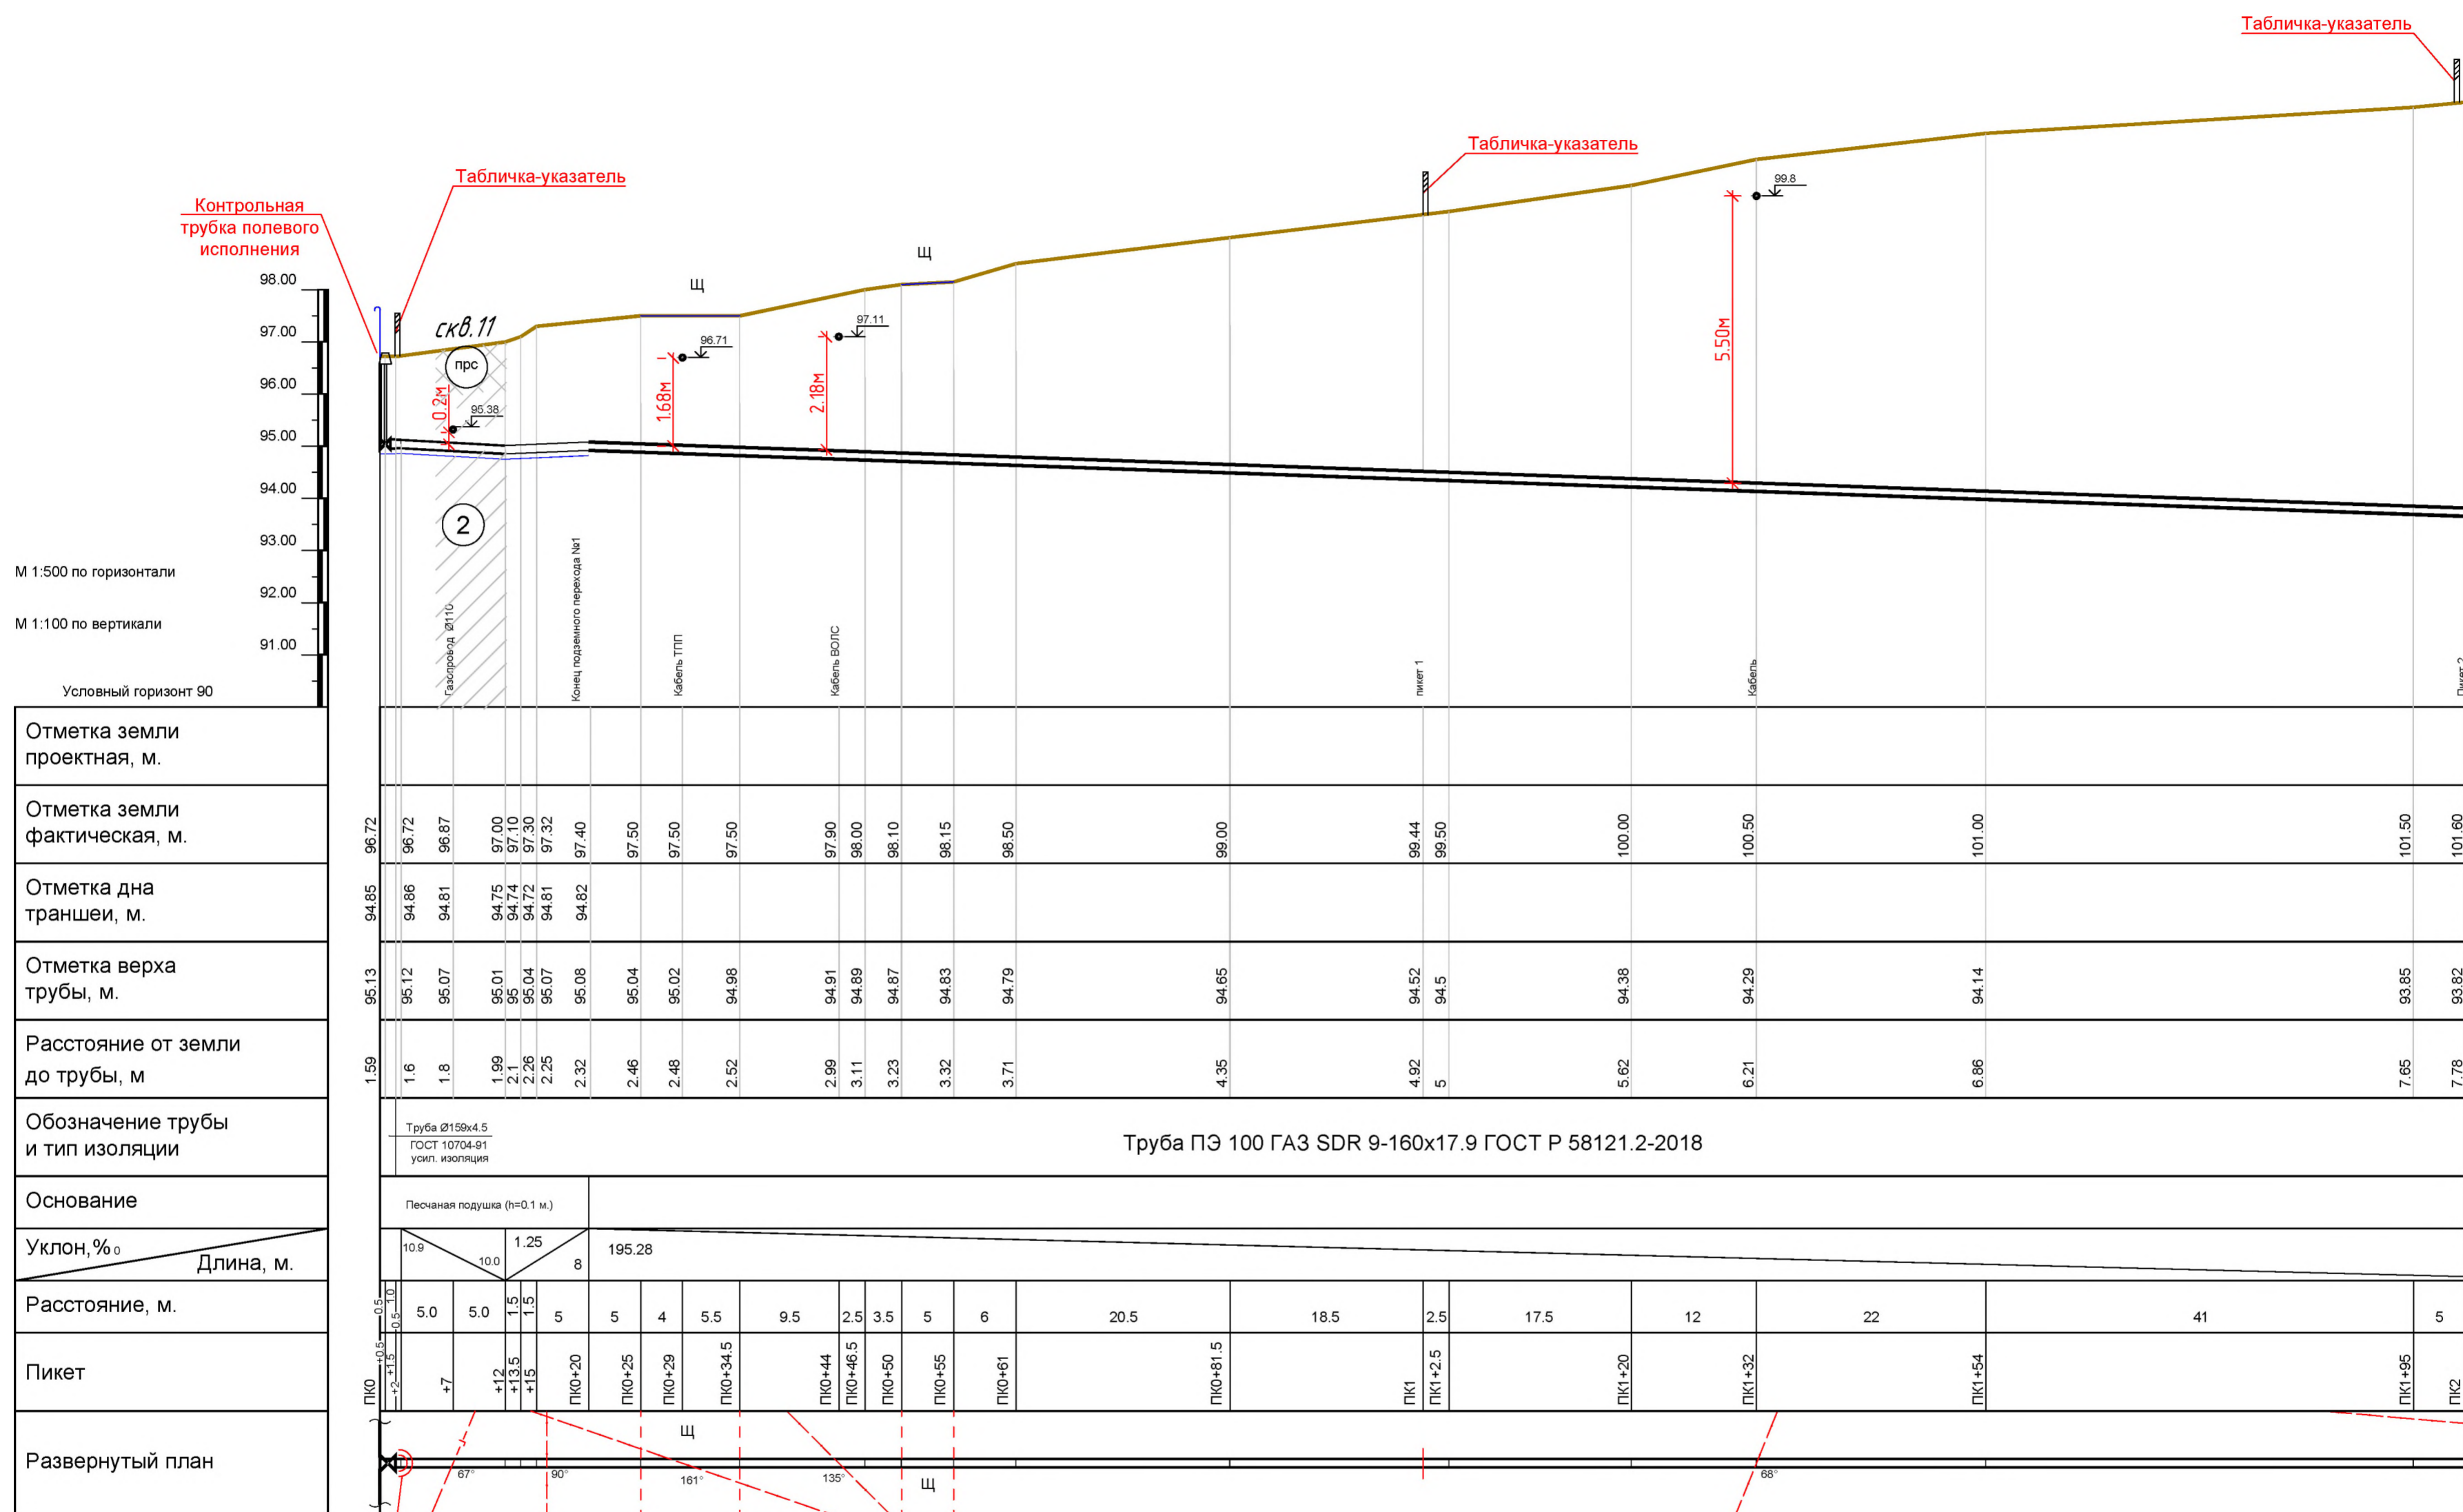 Табличка-указатель
Табличка-указатель
Табличка-указатель
Контрольная
трубка полевого
исполнения
скв.11
прс
2
Щ
Щ
98.00
97.00
96.00
95.00
94.00
93.00
92.00
91.00
95.38
96.71
97.11
99.8
0.2м
1.68м
2.18м
5.50м
М 1:500 по горизонтали
М 1:100 по вертикали
Условный горизонт 90
Газопровод Ø110
Конец подземного перехода №1
Кабель ТПП
Кабель ВОЛС
пикет 1
Кабель
Пикет 2
Отметка земли
проектная, м.
Отметка земли
фактическая, м.
96.72 96.72 96.87 97.00 97.10 97.30 97.32 97.40 97.50 97.50 97.50 97.90 98.00 98.10 98.15 98.50 99.00 99.44 99.50 100.00 100.50 101.00 101.50 101.60
Отметка дна
траншеи, м.
94.85 94.86 94.81 94.75 94.74 94.72 94.81 94.82
Отметка верха
трубы, м.
95.13 95.12 95.07 95.01 95 95.04 95.07 95.08 95.04 95.02 94.98 94.91 94.89 94.87 94.83 94.79 94.65 94.52 94.5 94.38 94.29 94.14 93.85 93.82
Расстояние от земли
до трубы, м
1.59 1.6 1.8 1.99 2.1 2.26 2.25 2.32 2.46 2.48 2.52 2.99 3.11 3.23 3.32 3.71 4.35 4.92 5 5.62 6.21 6.86 7.65 7.78
Обозначение трубы
и тип изоляции
Труба Ø159х4.5
ГОСТ 10704-91
усил. изоляция
Труба ПЭ 100 ГАЗ SDR 9-160х17.9 ГОСТ Р 58121.2-2018
Основание
Песчаная подушка (h=0.1 м.)
Уклон,%₀
Длина, м.
10.9 10.0 1.25 8 195.28
Расстояние, м.
0.5 0.5 1.0 5.0 5.0 1.5 1.5 5 5 4 5.5 9.5 2.5 3.5 5 6 20.5 18.5 2.5 17.5 12 22 41 5
Пикет
ПК0 +0.5 +1.5 +2 +7 +12 +13.5 +15 ПК0+20 ПК0+25 ПК0+29 ПК0+34.5 ПК0+44 ПК0+46.5 ПК0+50 ПК0+55 ПК0+61 ПК0+81.5 ПК1 ПК1+2.5 ПК1+20 ПК1+32 ПК1+54 ПК1+95 ПК2
Развернутый план
Щ
67° 90° 161° 135° 68°
Щ